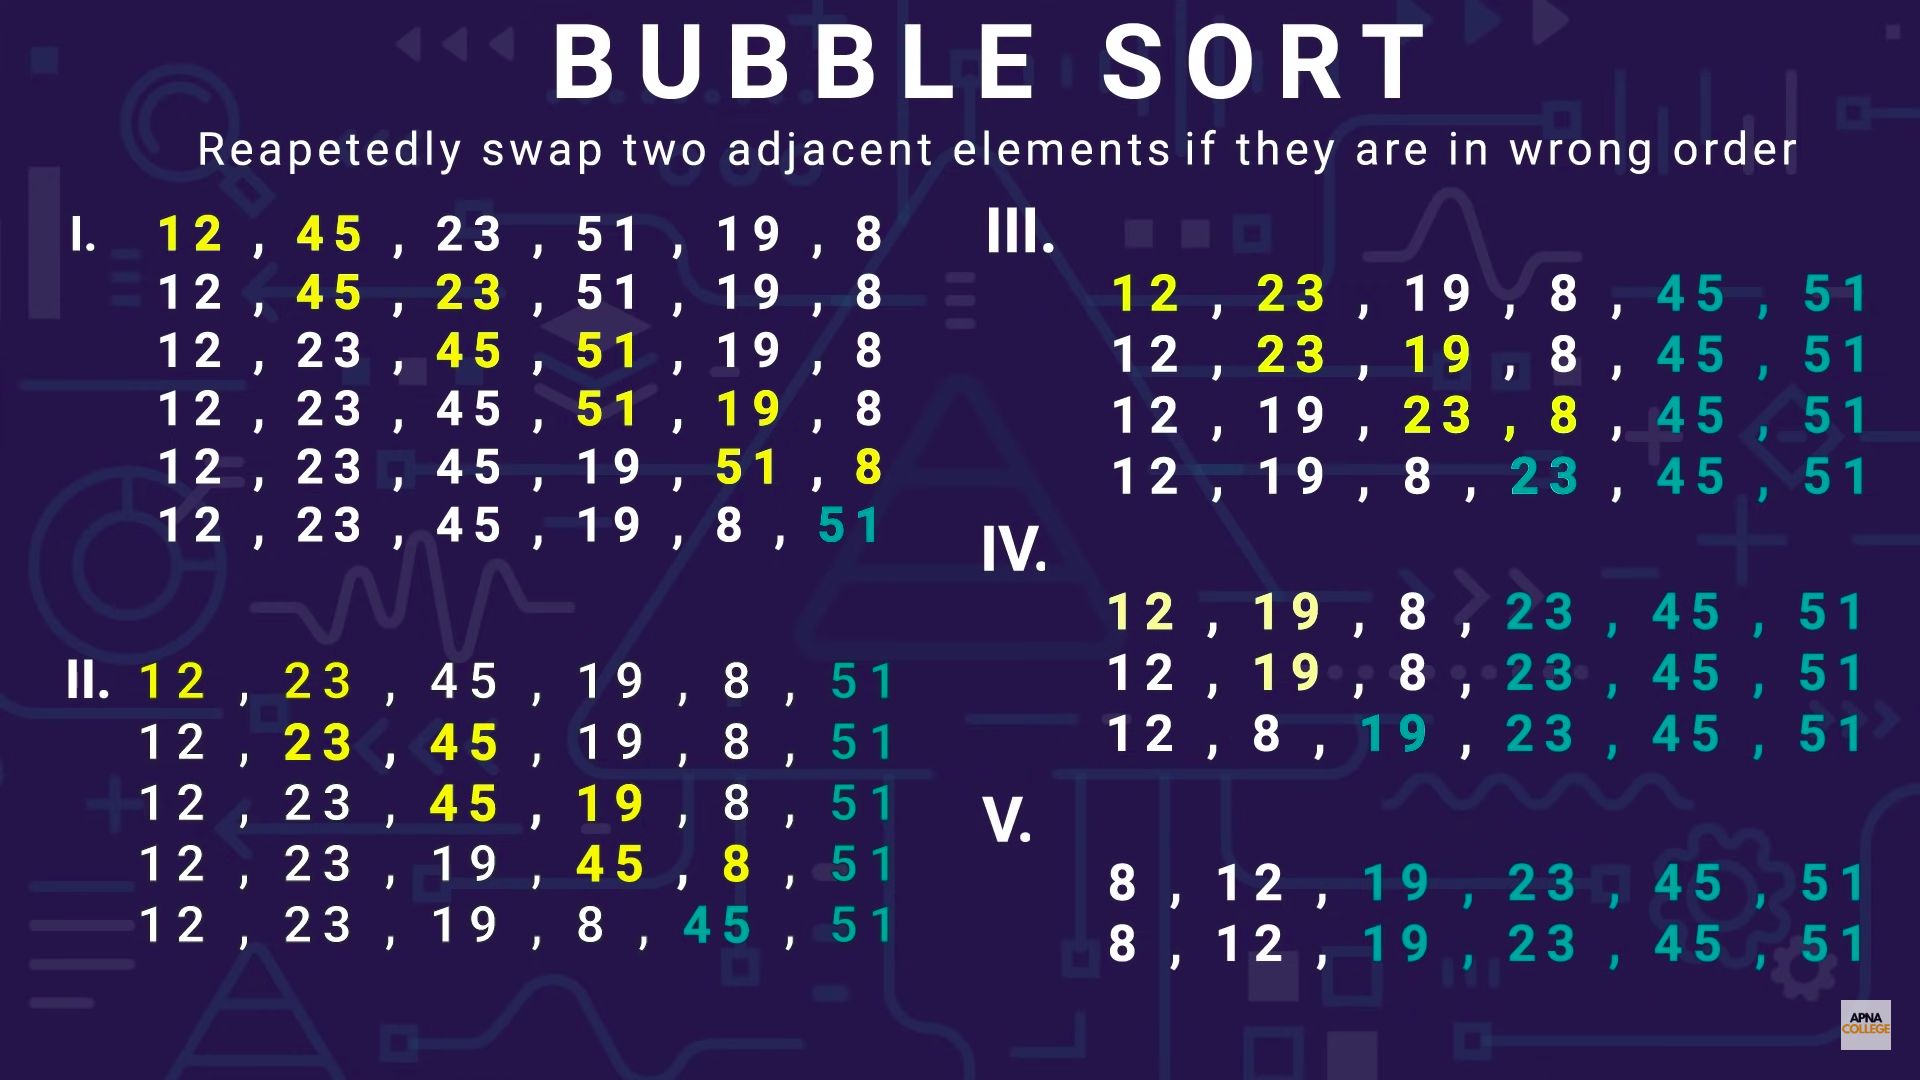 BUBBLE SORT
Reapetedly swap two adjacent elements if they are in wrong order
I. 12 , 45 , 23 , 51 , 19 , 8
12 , 45 , 23 , 51 , 19 , 8
12 , 23 , 45 , 51 , 19 , 8
12 , 23 , 45 , 51 , 19 , 8
12 , 23 , 45 , 19 , 51 , 8
12 , 23 , 45 , 19 , 8 , 51
II. 12 , 23 , 45 , 19 , 8 , 51
12 , 23 , 45 , 19 , 8 , 51
12 , 23 , 45 , 19 , 8 , 51
12 , 23 , 19 , 45 , 8 , 51
12 , 23 , 19 , 8 , 45 , 51
III.
12 , 23 , 19 , 8 , 45 , 51
12 , 23 , 19 , 8 , 45 , 51
12 , 19 , 23 , 8 , 45 , 51
12 , 19 , 8 , 23 , 45 , 51
IV.
12 , 19 , 8 , 23 , 45 , 51
12 , 19 , 8 , 23 , 45 , 51
12 , 8 , 19 , 23 , 45 , 51
V.
8 , 12 , 19 , 23 , 45 , 51
8 , 12 , 19 , 23 , 45 , 51
APNA
COLLEGE